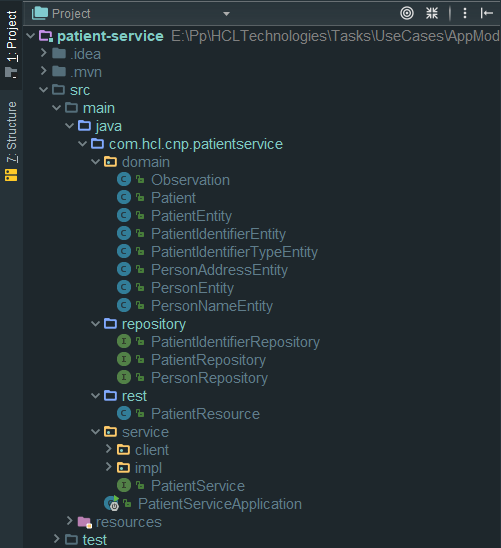 Project
1: Project
patient-service E:\Pp\HCLTechnologies\Tasks\UseCases\AppMod
.idea
.mvn
src
main
java
com.hcl.cnp.patientservice
domain
Observation
Patient
PatientEntity
PatientIdentifierEntity
PatientIdentifierTypeEntity
PersonAddressEntity
PersonEntity
PersonNameEntity
repository
PatientIdentifierRepository
PatientRepository
PersonRepository
rest
PatientResource
service
client
impl
PatientService
PatientServiceApplication
resources
test
7: Structure